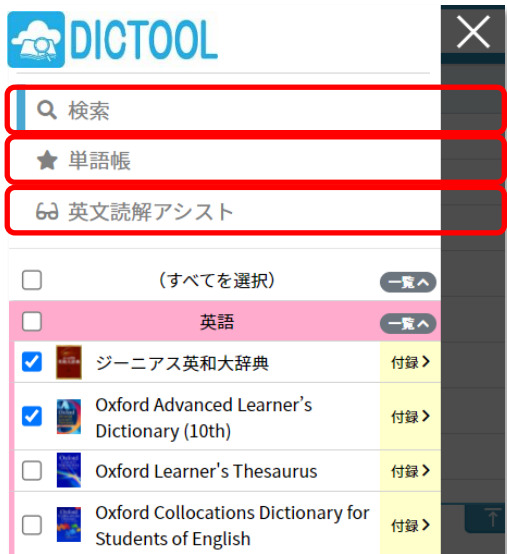 DICTOOL
検索
単語帳
英文読解アシスト
（すべてを選択）
一覧
英語
一覧
ジーニアス英和大辞典
付録
Oxford Advanced Learner’s
Dictionary (10th)
付録
Oxford Learner's Thesaurus
付録
Oxford Collocations Dictionary for
Students of English
付録